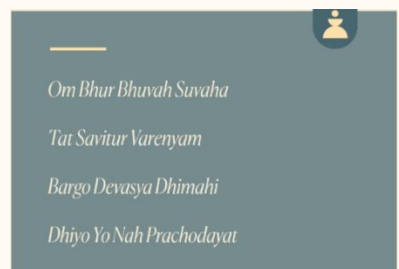 Om Bhur Bhuvah Suvaha
Tat Savitur Varenyam
Bargo Devasya Dhimahi
Dhiyo Yo Nah Prachodayat